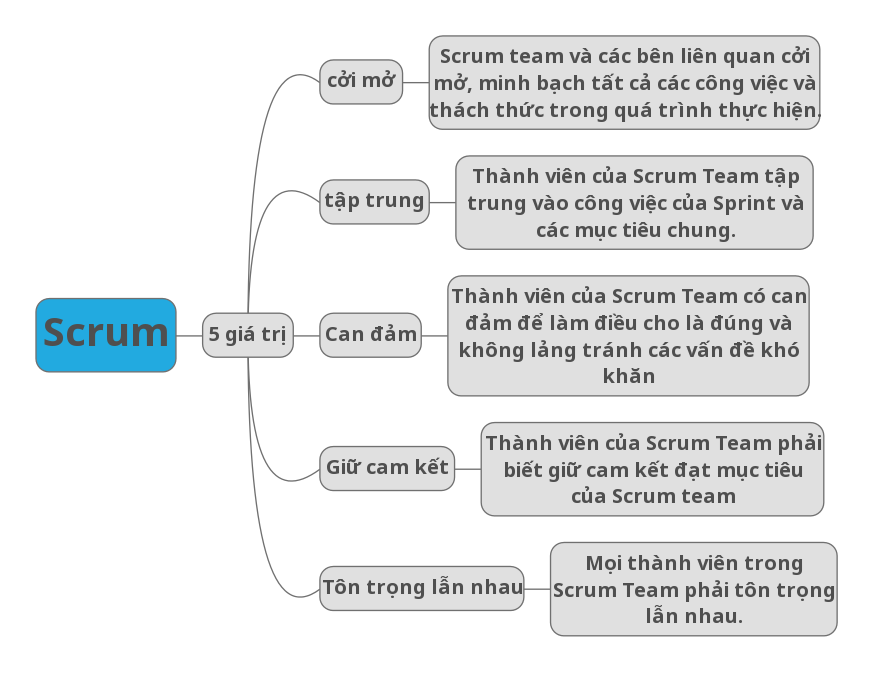 Scrum
5 giá trị
cởi mở
Scrum team và các bên liên quan cởi
mở, minh bạch tất cả các công việc và
thách thức trong quá trình thực hiện.
tập trung
Thành viên của Scrum Team tập
trung vào công việc của Sprint và
các mục tiêu chung.
Can đảm
Thành viên của Scrum Team có can
đảm để làm điều cho là đúng và
không lảng tránh các vấn đề khó
khăn
Giữ cam kết
Thành viên của Scrum Team phải
biết giữ cam kết đạt mục tiêu
của Scrum team
Tôn trọng lẫn nhau
Mọi thành viên trong
Scrum Team phải tôn trọng
lẫn nhau.